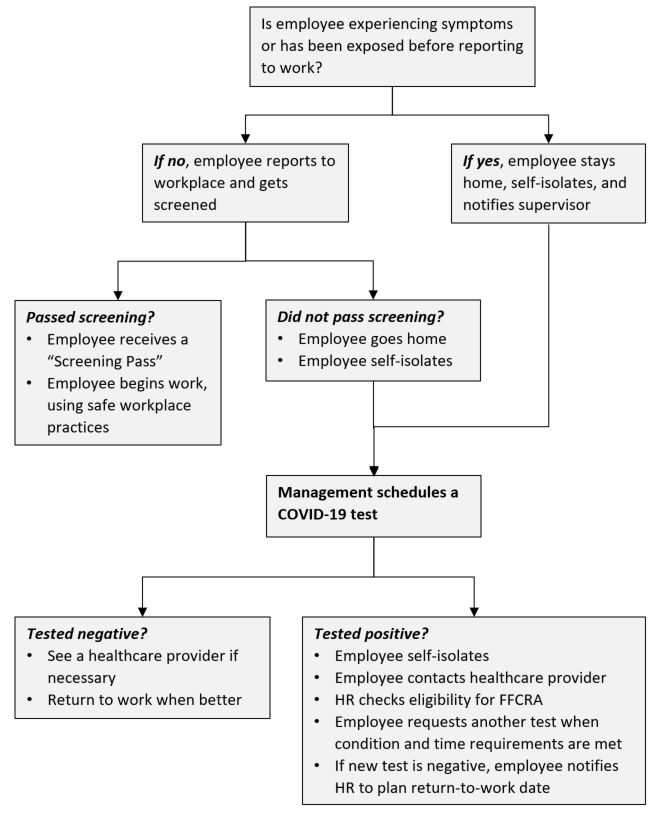 Is employee experiencing symptoms
or has been exposed before reporting
to work?
If no, employee reports to
workplace and gets
screened
If yes, employee stays
home, self-isolates, and
notifies supervisor
Passed screening?
• Employee receives a
“Screening Pass”
• Employee begins work,
using safe workplace
practices
Did not pass screening?
• Employee goes home
• Employee self-isolates
Management schedules a
COVID-19 test
Tested negative?
• See a healthcare provider if
necessary
• Return to work when better
Tested positive?
• Employee self-isolates
• Employee contacts healthcare provider
• HR checks eligibility for FFCRA
• Employee requests another test when
condition and time requirements are met
• If new test is negative, employee notifies
HR to plan return-to-work date